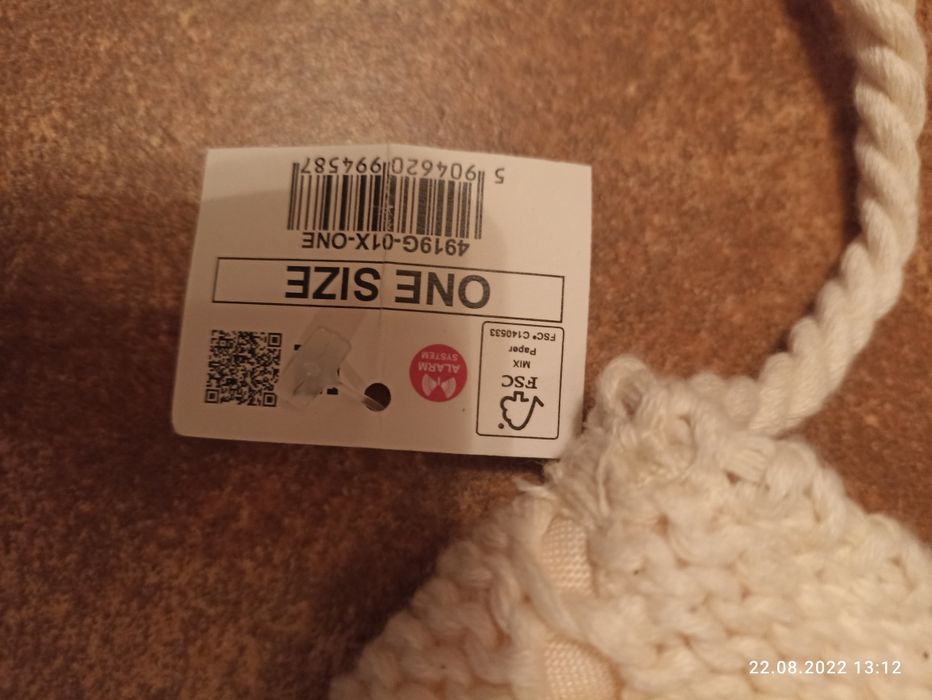 FSC
MIX
Paper
FSC® C140533
ALARM
SYSTEM
ONE SIZE
4919G-01X-ONE
5 904620 994587
22.08.2022 13:12